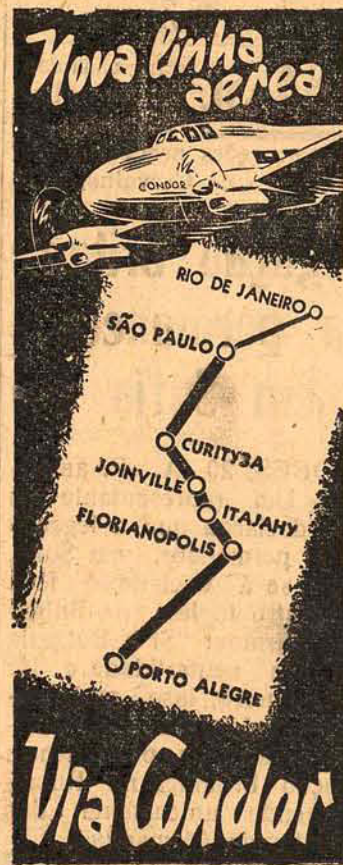 Nova linha
aerea
CONDOR
RIO DE JANEIRO
SÃO PAULO
CURITYBA
JOINVILLE
ITAJAHY
FLORIANOPOLIS
PORTO ALEGRE
Via Condor